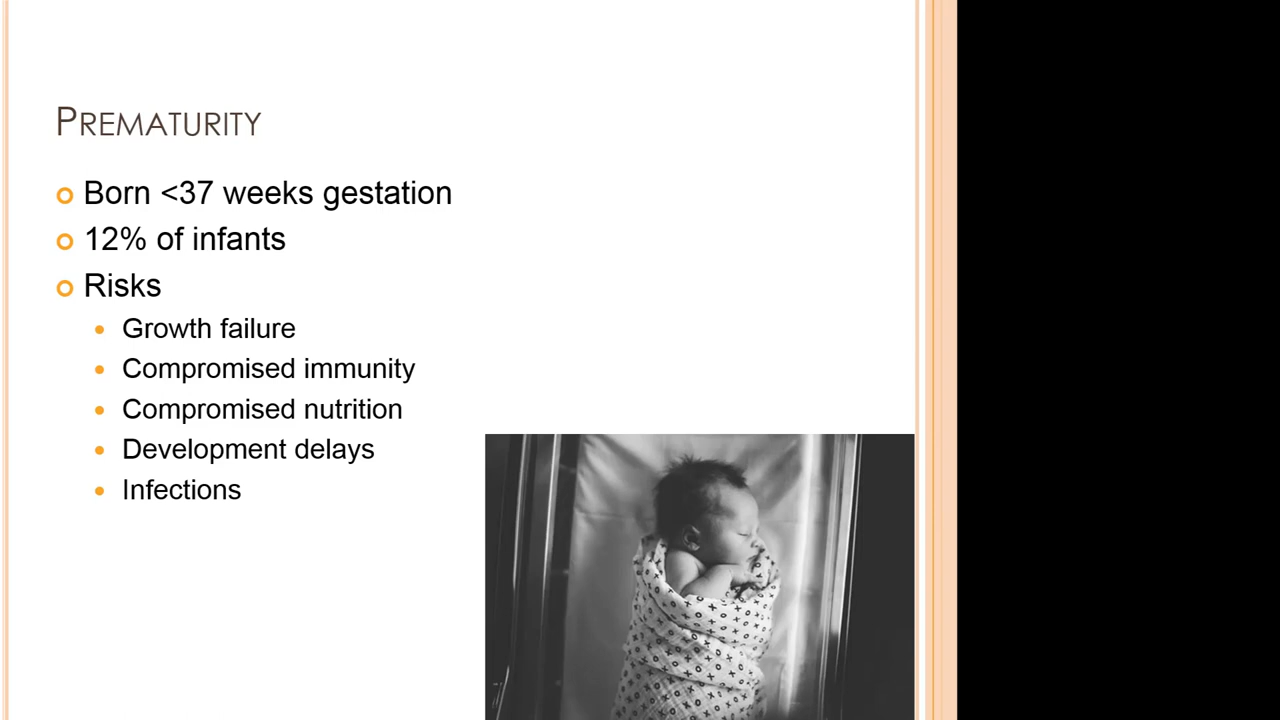 Prematurity
Born <37 weeks gestation
12% of infants
Risks
Growth failure
Compromised immunity
Compromised nutrition
Development delays
Infections